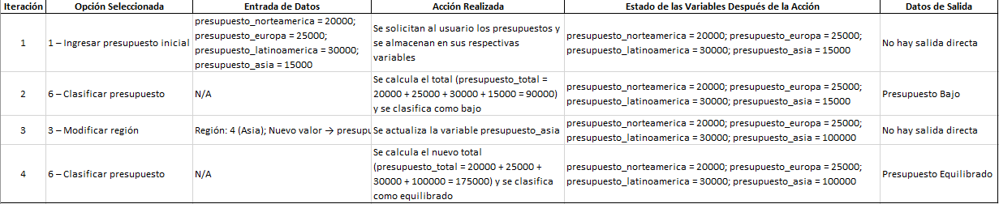 Iteración Opción Seleccionada Entrada de Datos Acción Realizada Estado de las Variables Después de la Acción Datos de Salida
1
1 – Ingresar presupuesto inicial
presupuesto_norteamerica = 20000;
presupuesto_europa = 25000;
presupuesto_latinoamerica = 30000;
presupuesto_asia = 15000
Se solicitan al usuario los presupuestos y
se almacenan en sus respectivas
variables
presupuesto_norteamerica = 20000; presupuesto_europa = 25000;
presupuesto_latinoamerica = 30000; presupuesto_asia = 15000
No hay salida directa
2
6 – Clasificar presupuesto
N/A
Se calcula el total (presupuesto_total =
20000 + 25000 + 30000 + 15000 = 90000)
y se clasifica como bajo
presupuesto_norteamerica = 20000; presupuesto_europa = 25000;
presupuesto_latinoamerica = 30000; presupuesto_asia = 15000
Presupuesto Bajo
3
3 – Modificar región
Región: 4 (Asia); Nuevo valor → presupu
Se actualiza la variable presupuesto_asia
presupuesto_norteamerica = 20000; presupuesto_europa = 25000;
presupuesto_latinoamerica = 30000; presupuesto_asia = 100000
No hay salida directa
4
6 – Clasificar presupuesto
N/A
Se calcula el nuevo total
(presupuesto_total = 20000 + 25000 +
30000 + 100000 = 175000) y se clasifica
como equilibrado
presupuesto_norteamerica = 20000; presupuesto_europa = 25000;
presupuesto_latinoamerica = 30000; presupuesto_asia = 100000
Presupuesto Equilibrado